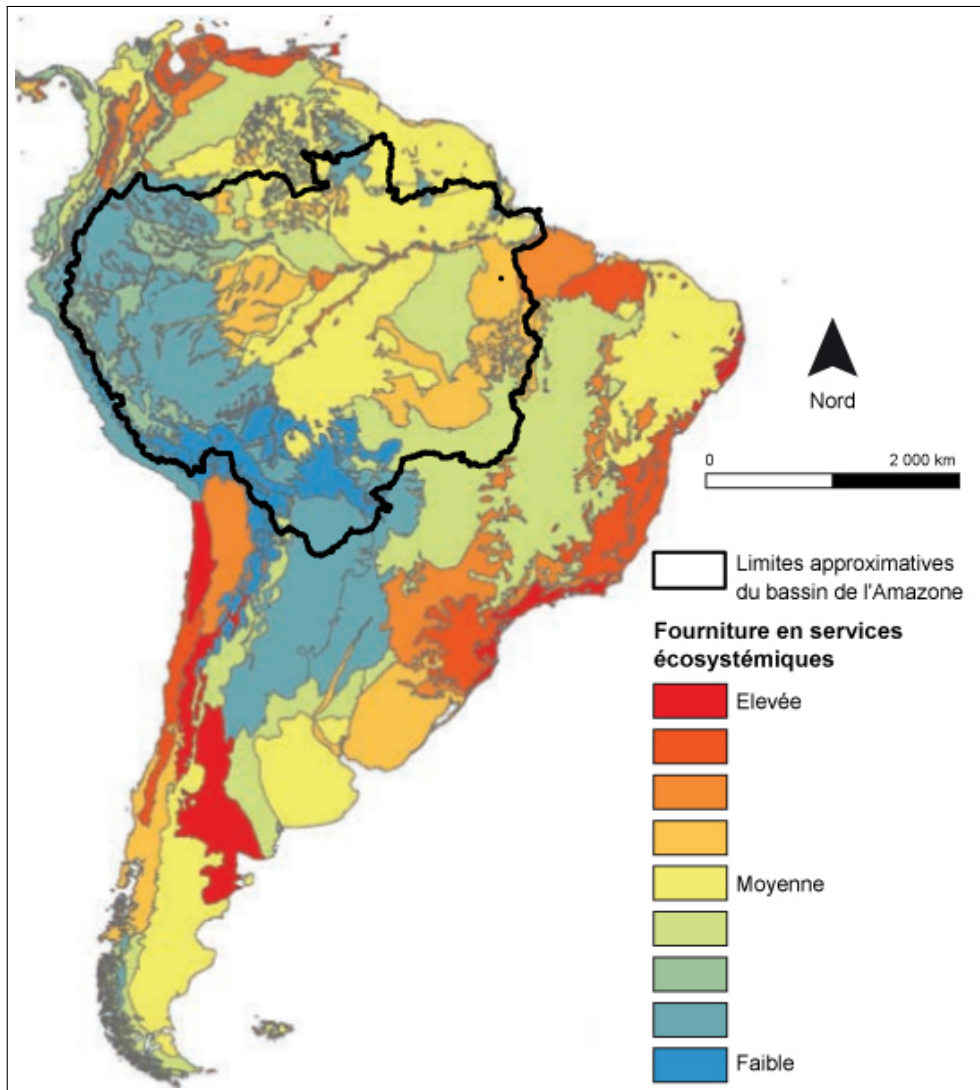 Nord
0 2 000 km
Limites approximatives
du bassin de l'Amazone
Fourniture en services
écosystémiques
Elevée
Moyenne
Faible